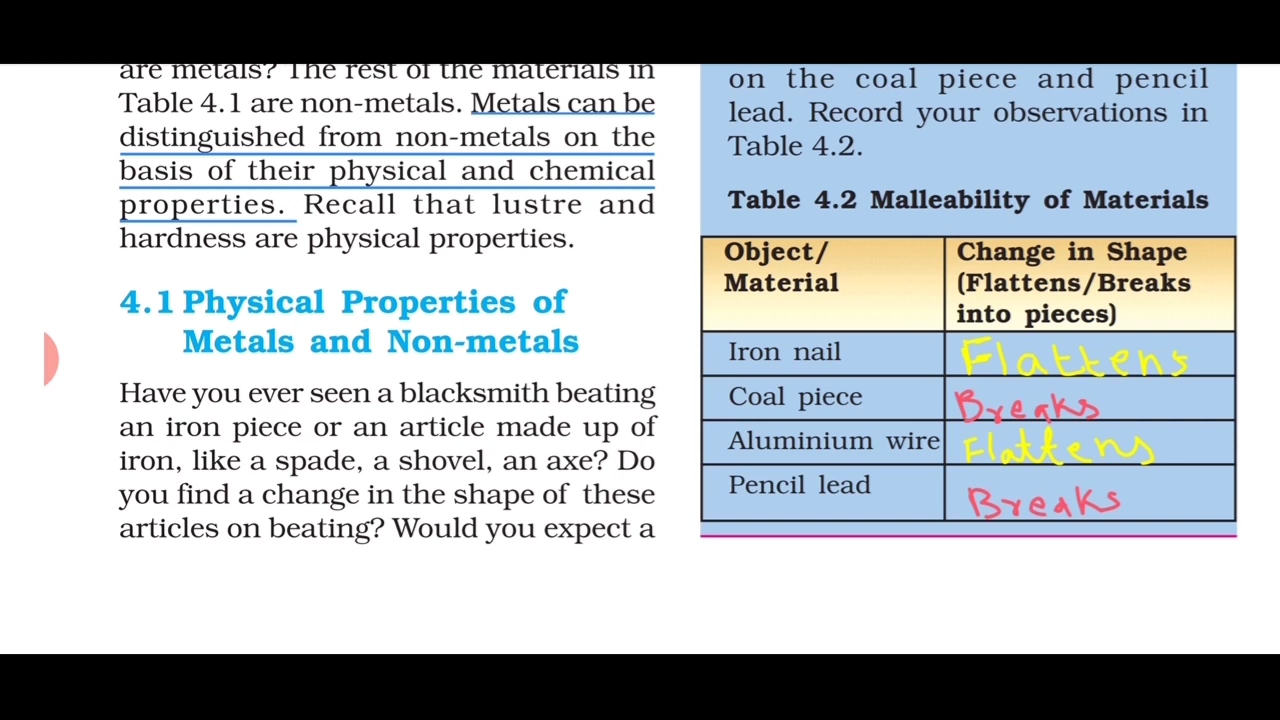 are metals? The rest of the materials in
Table 4.1 are non-metals. Metals can be
distinguished from non-metals on the
basis of their physical and chemical
properties. Recall that lustre and
hardness are physical properties.
4.1 Physical Properties of
Metals and Non-metals
Have you ever seen a blacksmith beating
an iron piece or an article made up of
iron, like a spade, a shovel, an axe? Do
you find a change in the shape of these
articles on beating? Would you expect a
on the coal piece and pencil
lead. Record your observations in
Table 4.2.
Table 4.2 Malleability of Materials
Object/
Material
Change in Shape
(Flattens/Breaks
into pieces)
Iron nail Flattens
Coal piece Breaks
Aluminium wire Flattens
Pencil lead Breaks